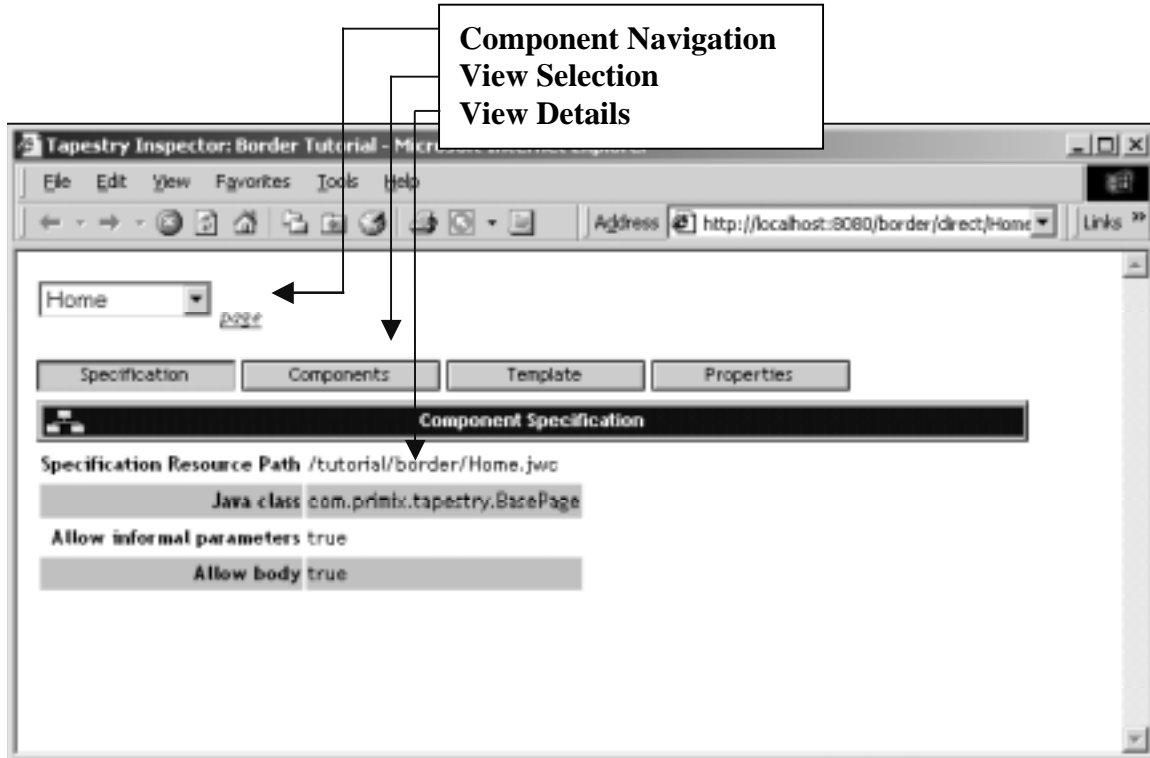 Component Navigation
View Selection
View Details
Tapestry Inspector: Border Tutorial - Microsoft Internet Explorer
File Edit View Favorites Tools Help
Address http://localhost:8080/border/direct/Home Links »
Home page
Specification Components Template Properties
Component Specification
Specification Resource Path /tutorial/border/Home.jwc
Java class com.primix.tapestry.BasePage
Allow informal parameters true
Allow body true